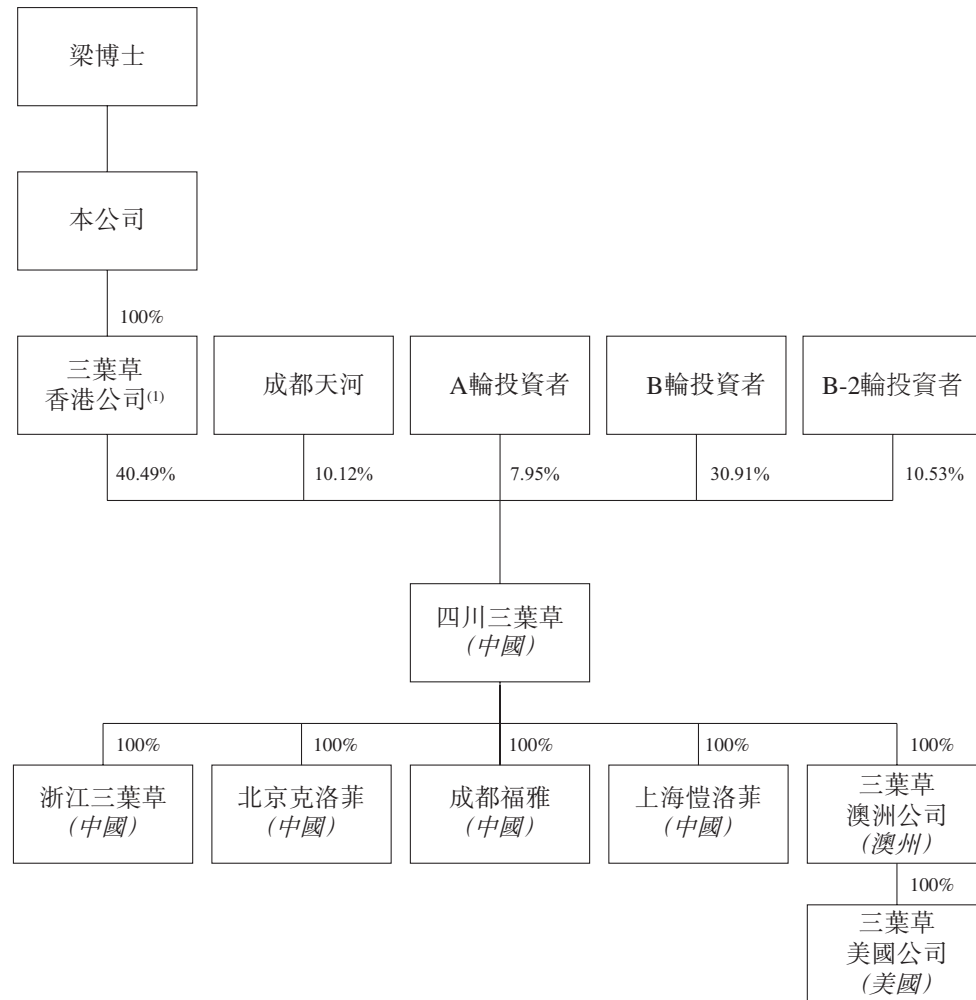 梁博士
本公司
100%
三葉草
香港公司(1)
成都天河
A輪投資者
B輪投資者
B-2輪投資者
40.49%
10.12%
7.95%
30.91%
10.53%
四川三葉草
(中國)
100%
100%
100%
100%
100%
浙江三葉草
(中國)
北京克洛菲
(中國)
成都福雅
(中國)
上海愷洛菲
(中國)
三葉草
澳洲公司
(澳州)
100%
三葉草
美國公司
(美國)